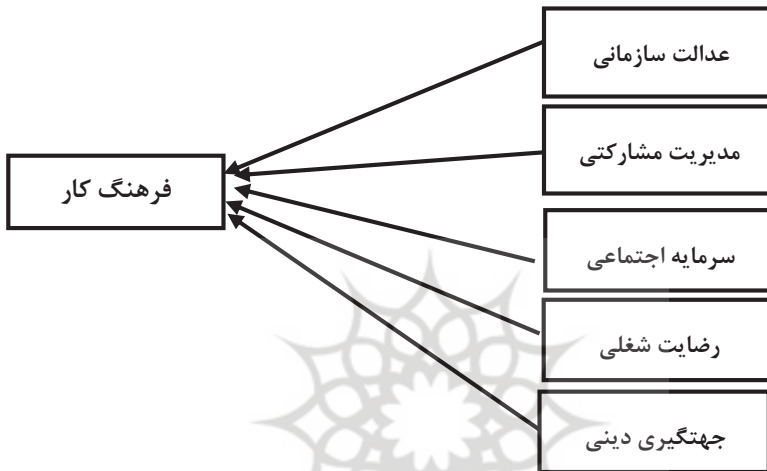 عدالت سازمانی
مدیریت مشارکتی
فرهنگ کار
سرمایه اجتماعی
رضایت شغلی
جهتگیری دینی